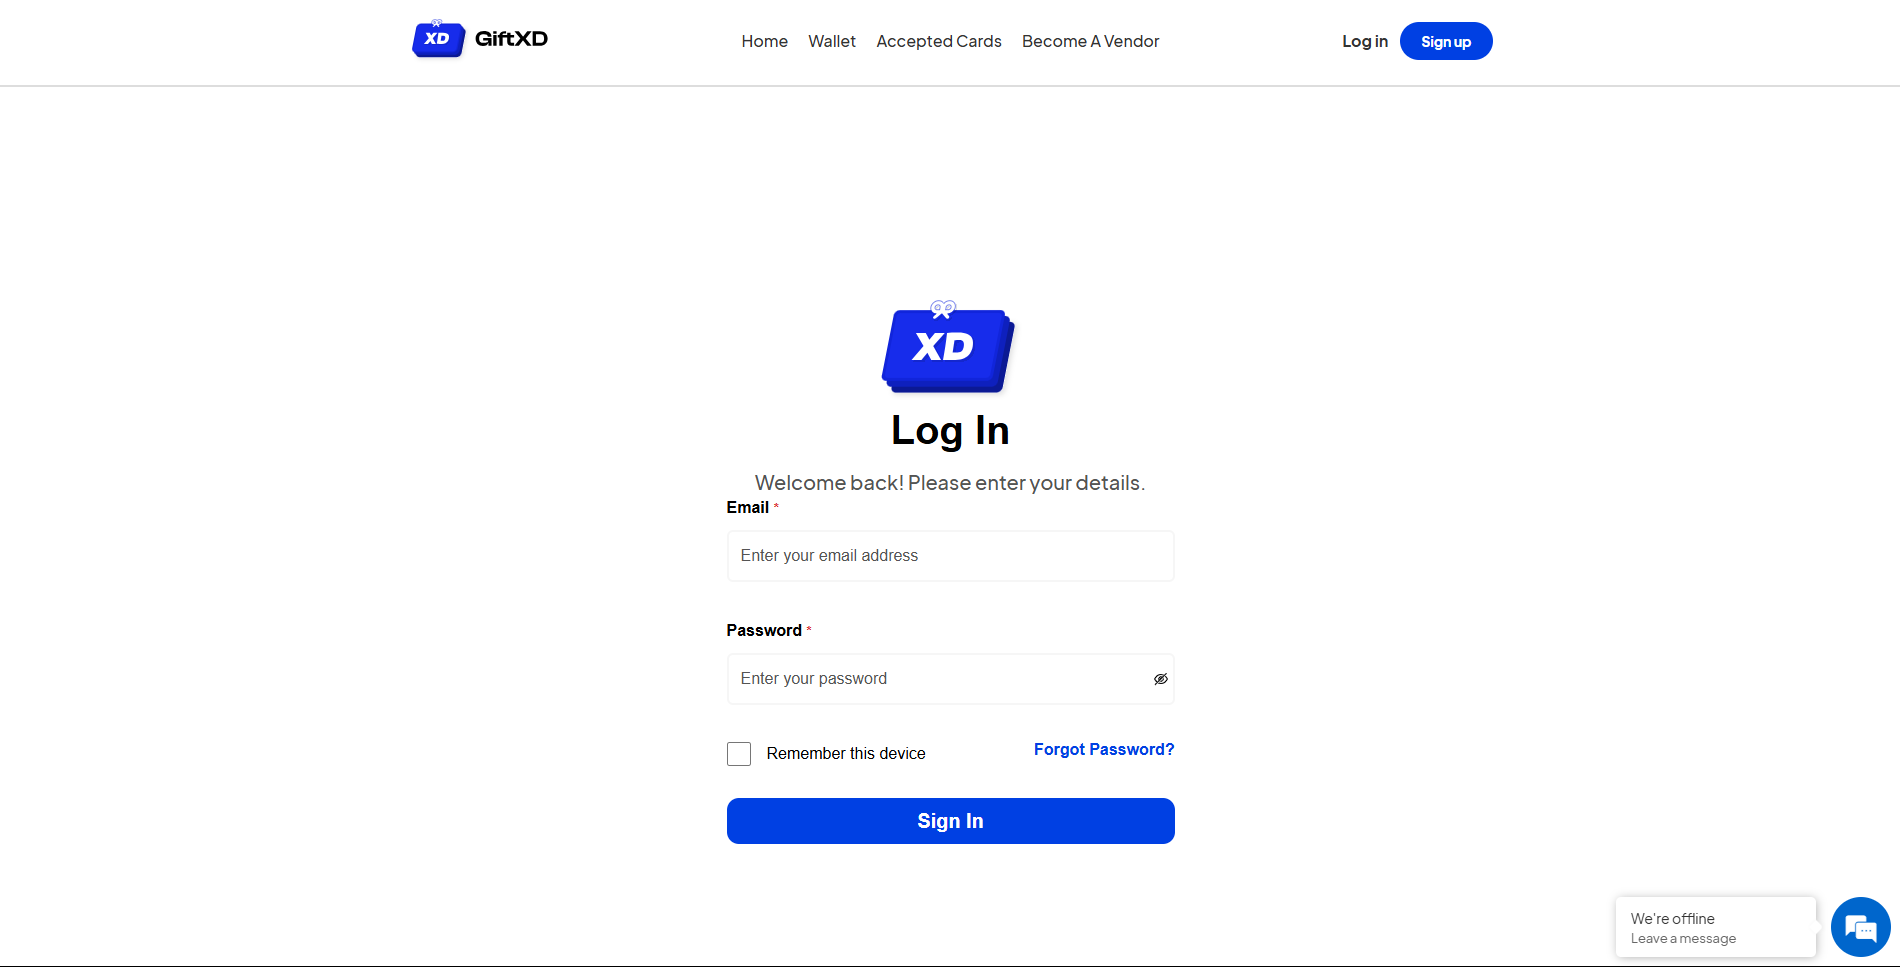 XD GiftXD
Home Wallet Accepted Cards Become A Vendor
Log in Sign up
XD
Log In
Welcome back! Please enter your details.
Email *
Enter your email address
Password *
Enter your password
Remember this device Forgot Password?
Sign In
We're offline
Leave a message